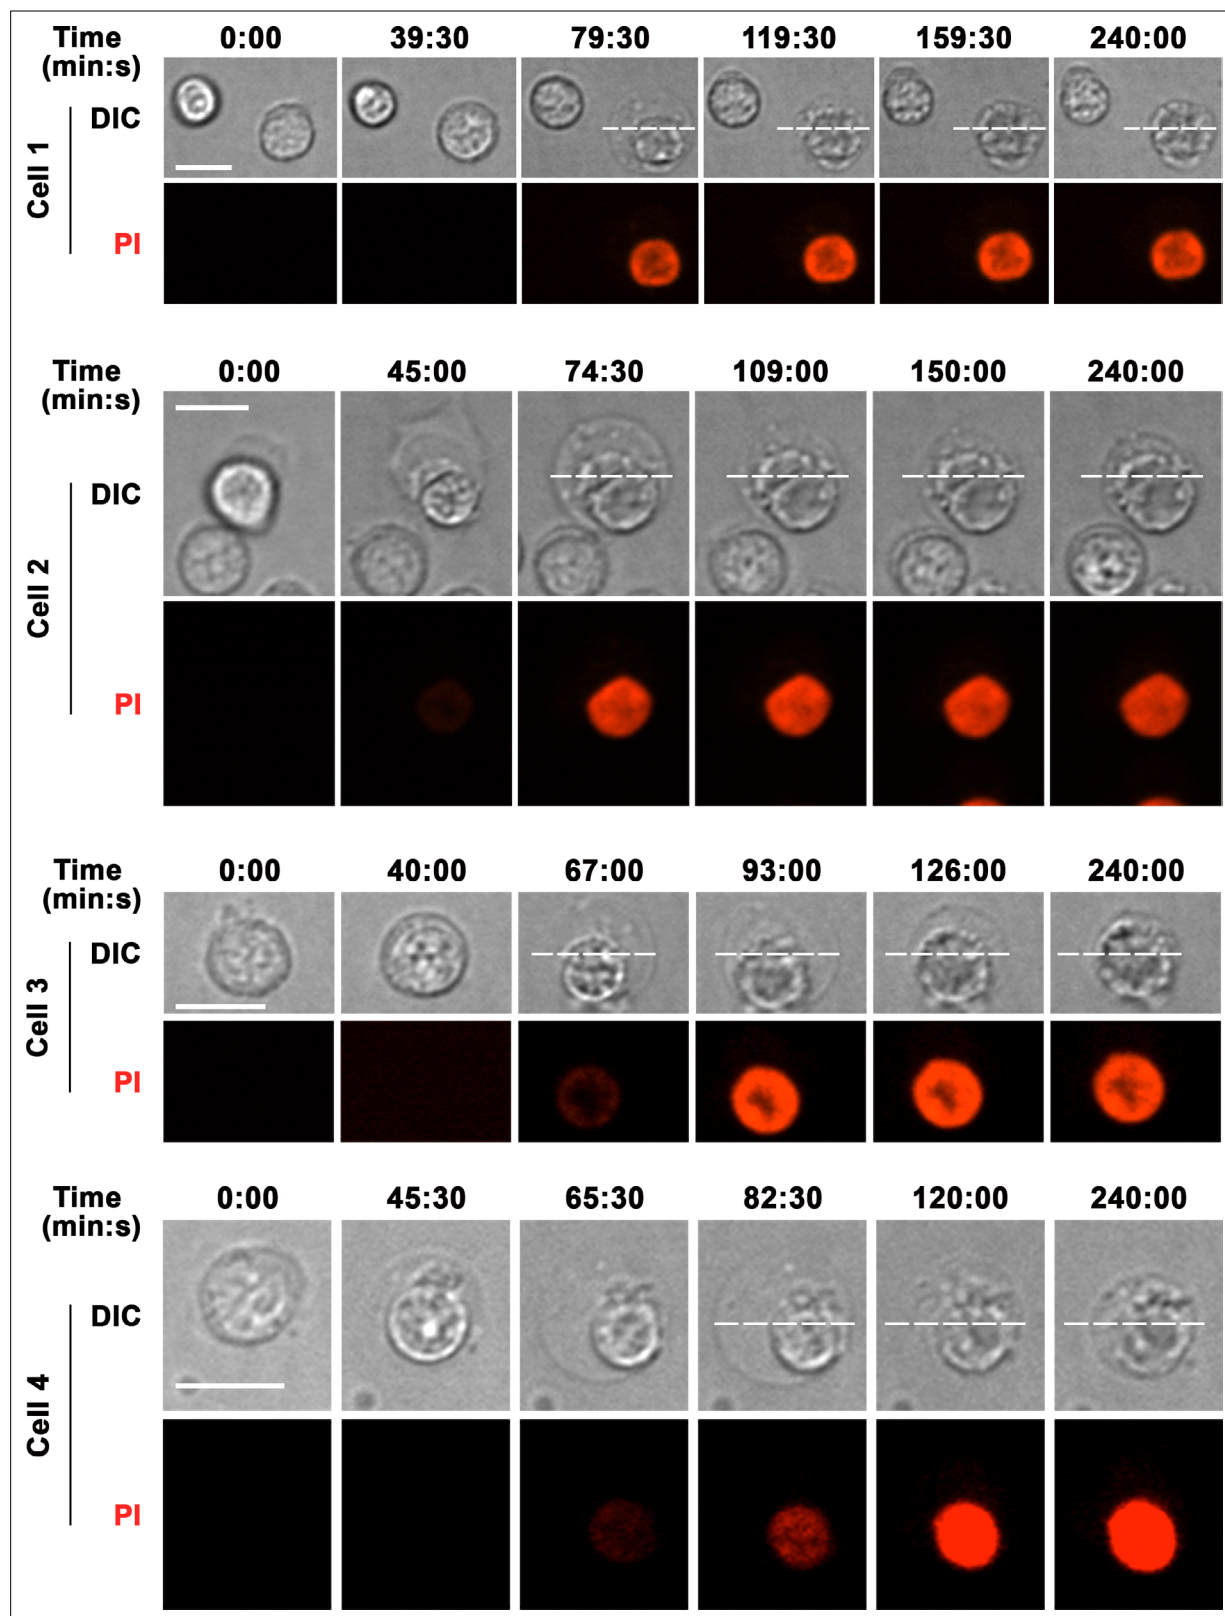 Time 0:00 39:30 79:30 119:30 159:30 240:00
(min:s)
DIC
Cell 1
PI
Time 0:00 45:00 74:30 109:00 150:00 240:00
(min:s)
DIC
Cell 2
PI
Time 0:00 40:00 67:00 93:00 126:00 240:00
(min:s)
DIC
Cell 3
PI
Time 0:00 45:30 65:30 82:30 120:00 240:00
(min:s)
DIC
Cell 4
PI